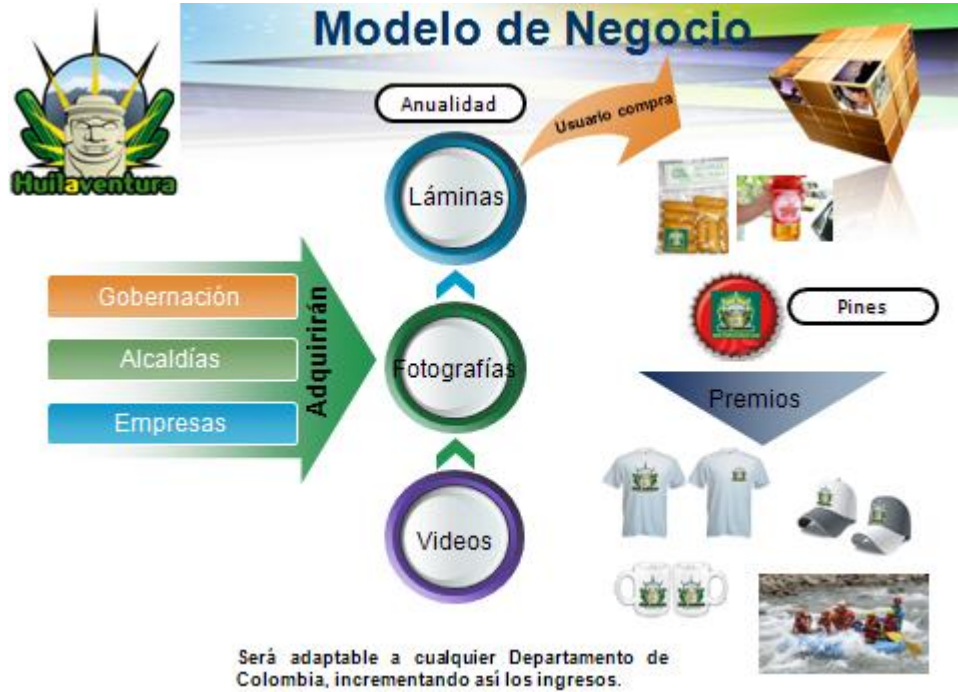 Modelo de Negocio
Huilaventura
Anualidad
Usuario compra
Láminas
Gobernación
Alcaldías
Empresas
Adquirirán
Fotografías
Pines
Premios
Videos
Será adaptable a cualquier Departamento de
Colombia, incrementando así los ingresos.